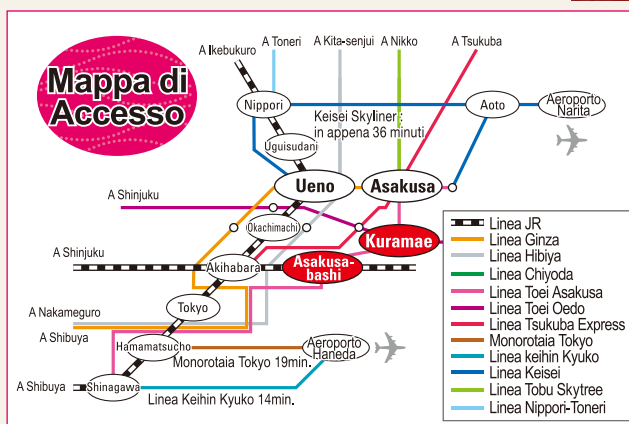 Mappa di
Accesso
A Ikebukuro
A Toneri
A Kita-senjui
A Nikko
A Tsukuba
Nippori
Keisei Skyliner :
in appena 36 minuti
Aoto
Aeroporto
Narita
Uguisudani
Ueno
Asakusa
A Shinjuku
Okachimachi
Kuramae
A Shinjuku
Akihabara
Asakusa-
bashi
Tokyo
A Nakameguro
A Shibuya
Hamamatsucho
Monorotaia Tokyo 19min.
Aeroporto
Haneda
A Shibuya
Shinagawa
Linea Keihin Kyuko 14min.
Linea JR
Linea Ginza
Linea Hibiya
Linea Chiyoda
Linea Toei Asakusa
Linea Toei Oedo
Linea Tsukuba Express
Monorotaia Tokyo
Linea keihin Kyuko
Linea Keisei
Linea Tobu Skytree
Linea Nippori-Toneri